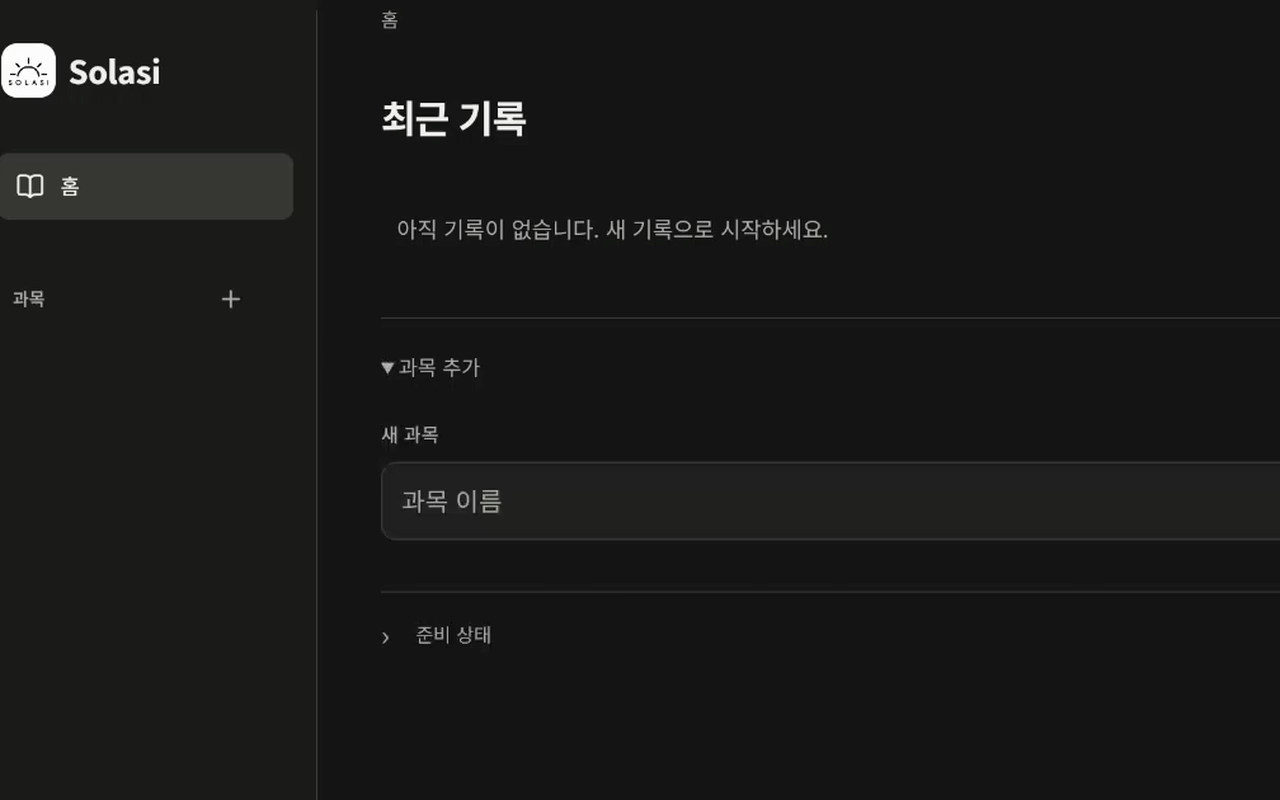 홈
SOLASI
Solasi
최근 기록
홈
아직 기록이 없습니다. 새 기록으로 시작하세요.
과목
과목 추가
새 과목
과목 이름
준비 상태